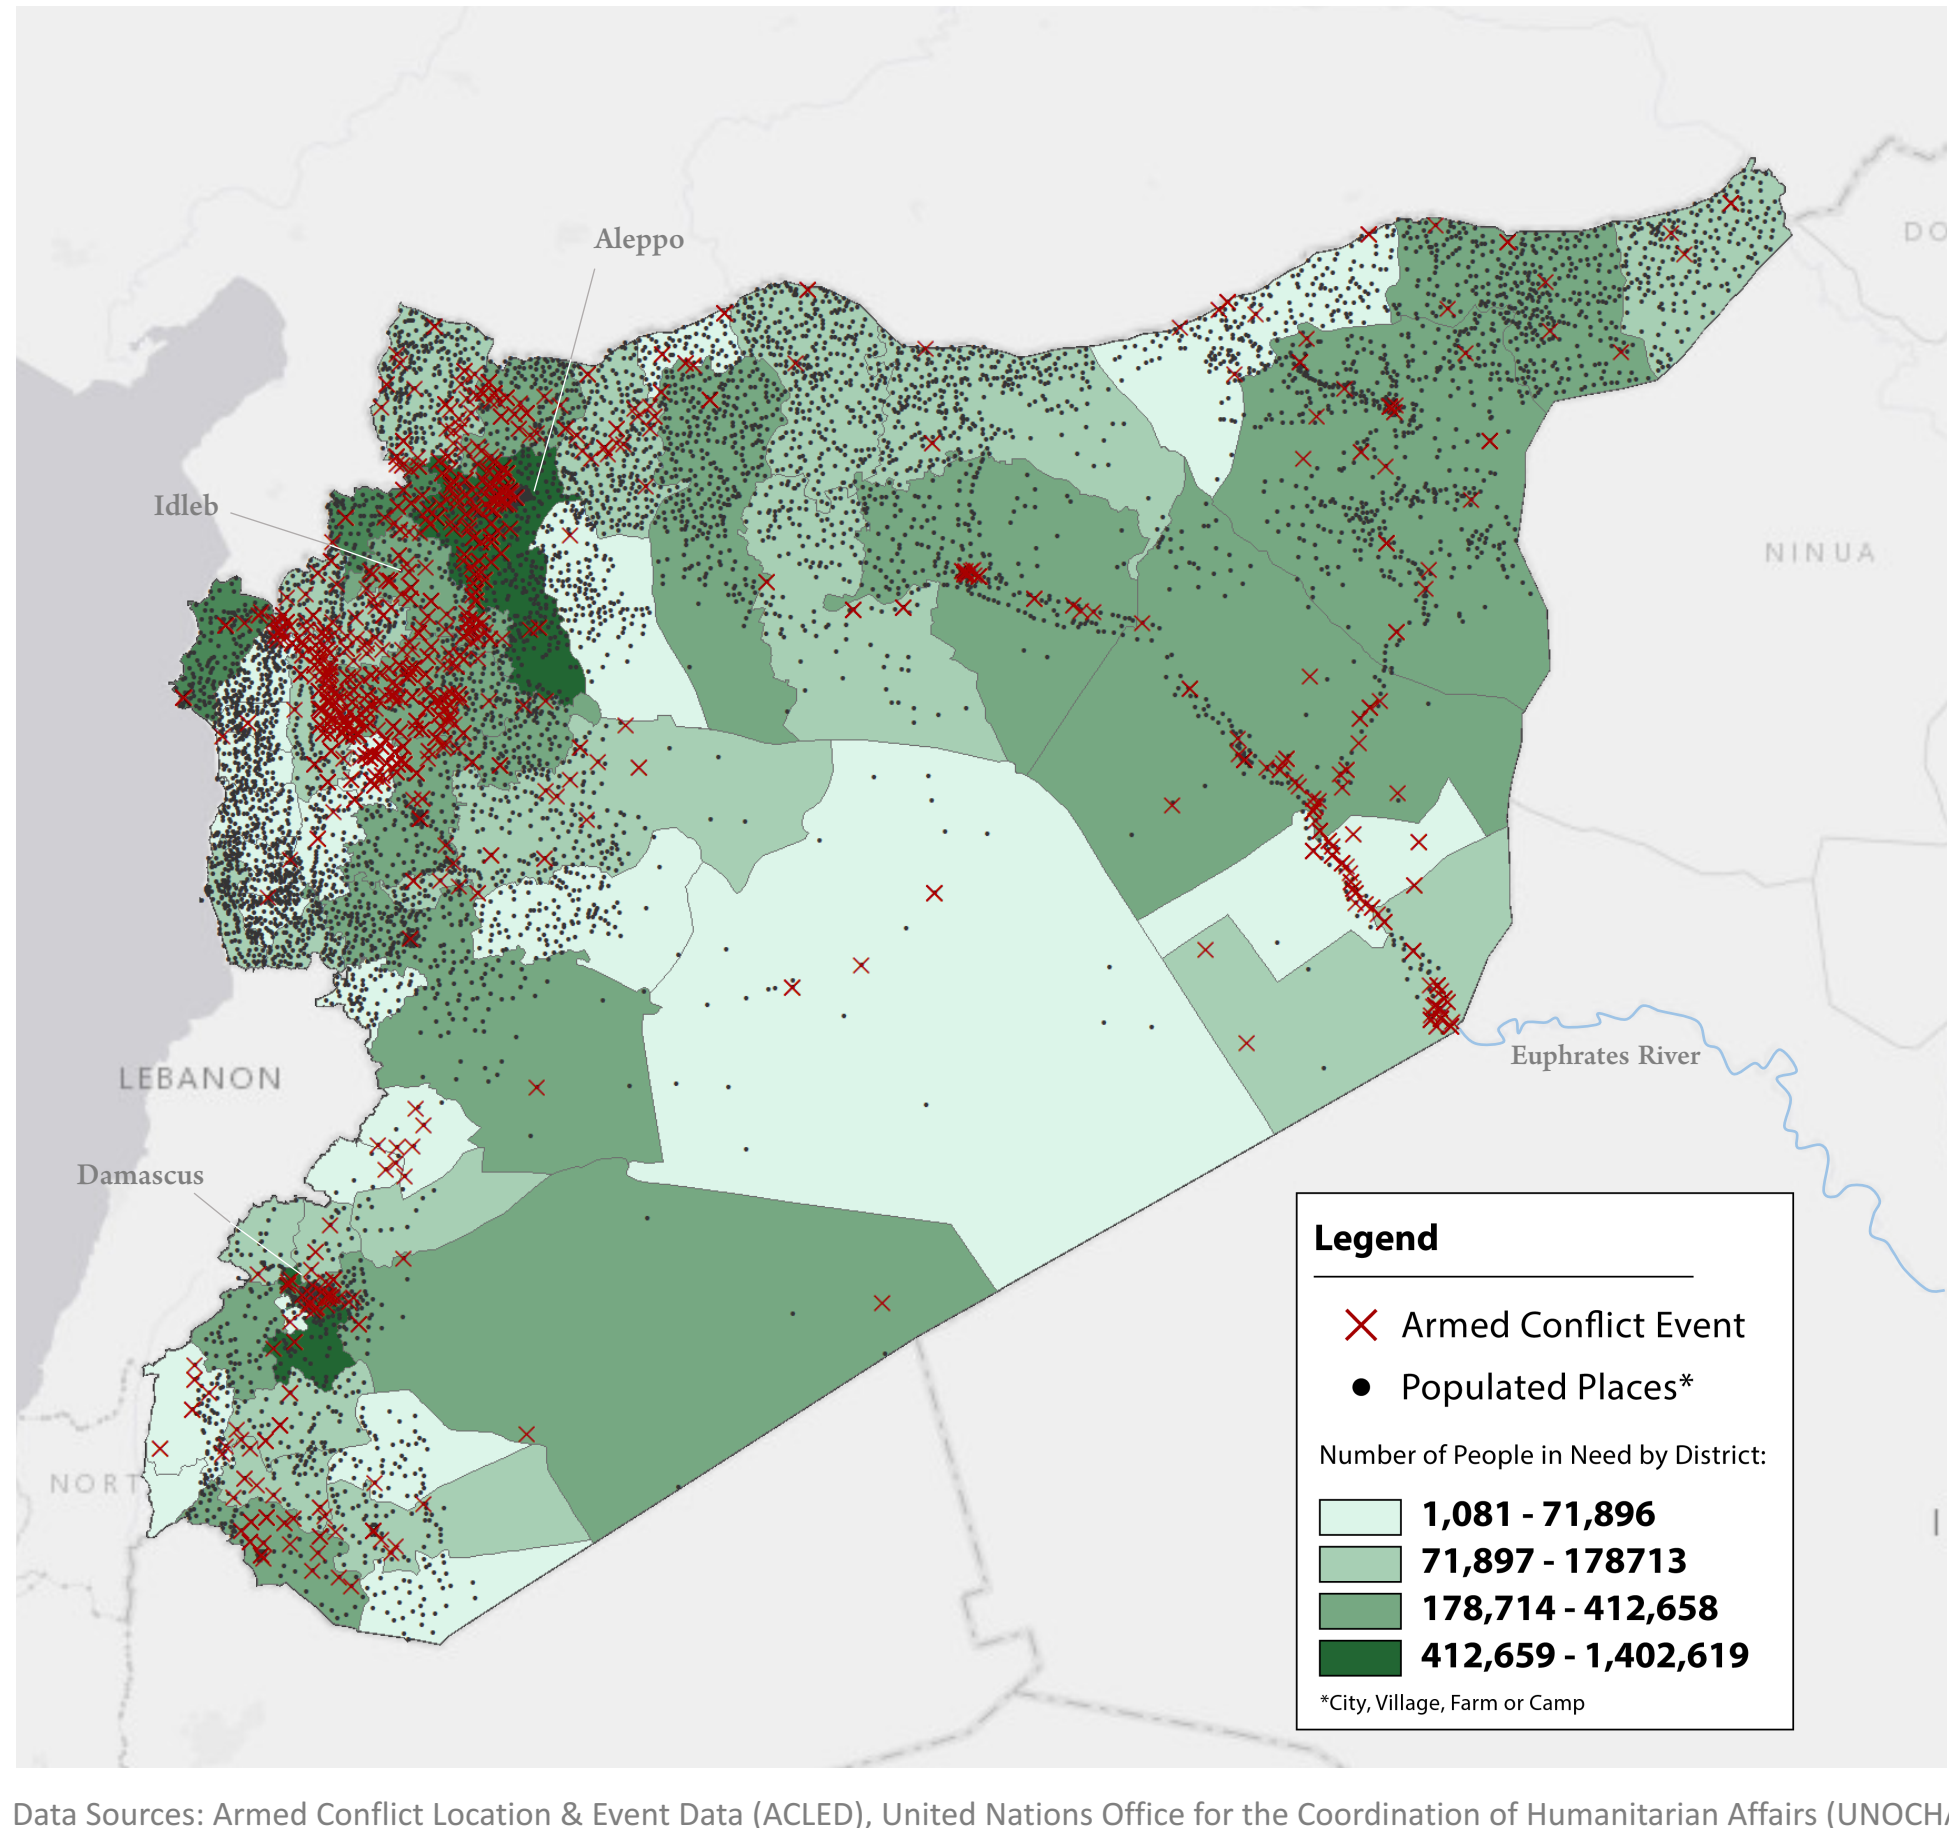 Aleppo
DO
Idleb
NINUA
Euphrates River
LEBANON
Damascus
NORT
Legend
Armed Conflict Event
Populated Places*
Number of People in Need by District:
1,081 - 71,896
71,897 - 178713
178,714 - 412,658
412,659 - 1,402,619
*City, Village, Farm or Camp
Data Sources: Armed Conflict Location & Event Data (ACLED), United Nations Office for the Coordination of Humanitarian Affairs (UNOCHA